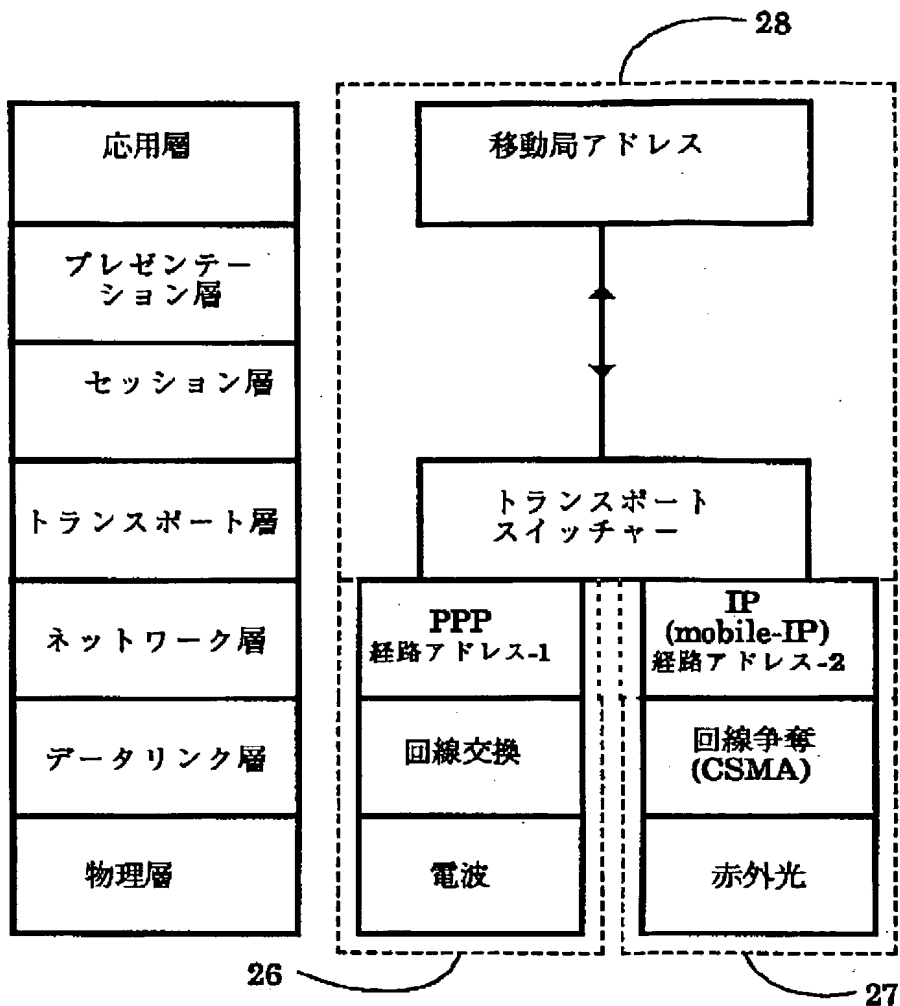 28
応用層
プレゼンテー
ション層
セッション層
トランスポート層
ネットワーク層
データリンク層
物理層
移動局アドレス
トランスポート
スイッチャー
PPP
経路アドレス-1
回線交換
電波
IP
(mobile-IP)
経路アドレス-2
回線争奪
(CSMA)
赤外光
26
27